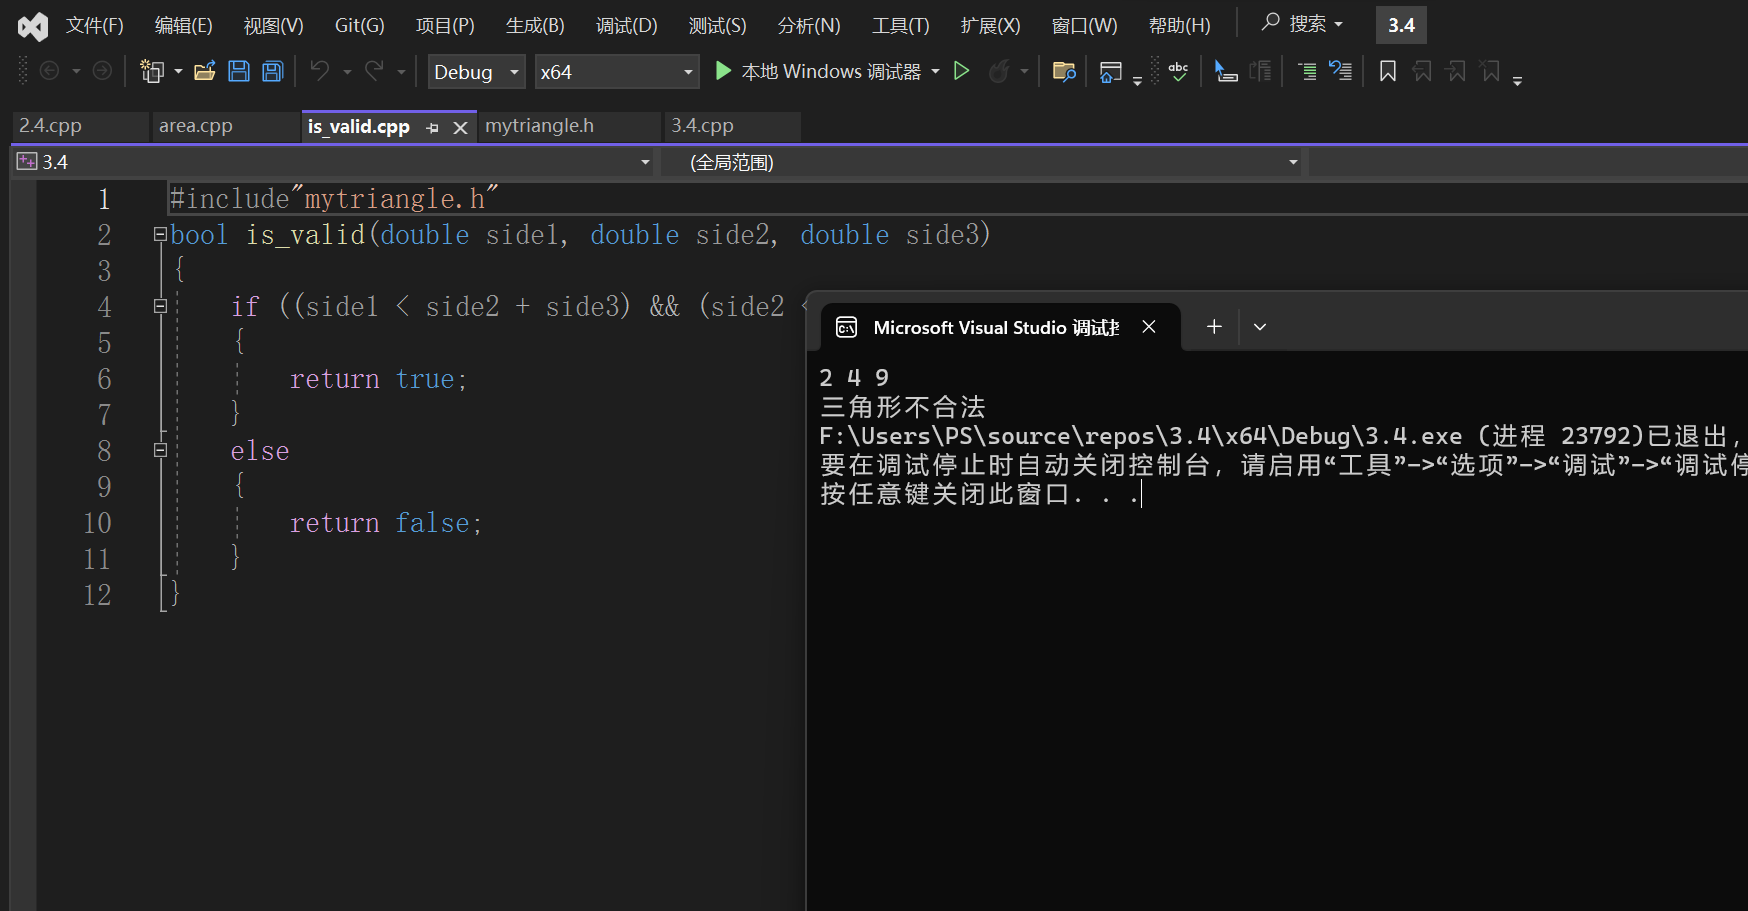 文件(F) 编辑(E) 视图(V) Git(G) 项目(P) 生成(B) 调试(D) 测试(S) 分析(N) 工具(T) 扩展(X) 窗口(W) 帮助(H) 搜索 3.4
Debug x64 本地 Windows 调试器 abc
2.4.cpp area.cpp is_valid.cpp mytriangle.h 3.4.cpp
3.4 (全局范围)
1 #include"mytriangle.h"
2 bool is_valid(double side1, double side2, double side3)
3 {
4 if ((side1 < side2 + side3) && (side2 <
5 {
6 return true;
7 }
8 else
9 {
10 return false;
11 }
12 }
Microsoft Visual Studio 调试
2 4 9
三角形不合法
F:\Users\PS\source\repos\3.4\x64\Debug\3.4.exe (进程 23792)已退出，
要在调试停止时自动关闭控制台，请启用“工具”->“选项”->“调试”->“调试停
按任意键关闭此窗口. . .